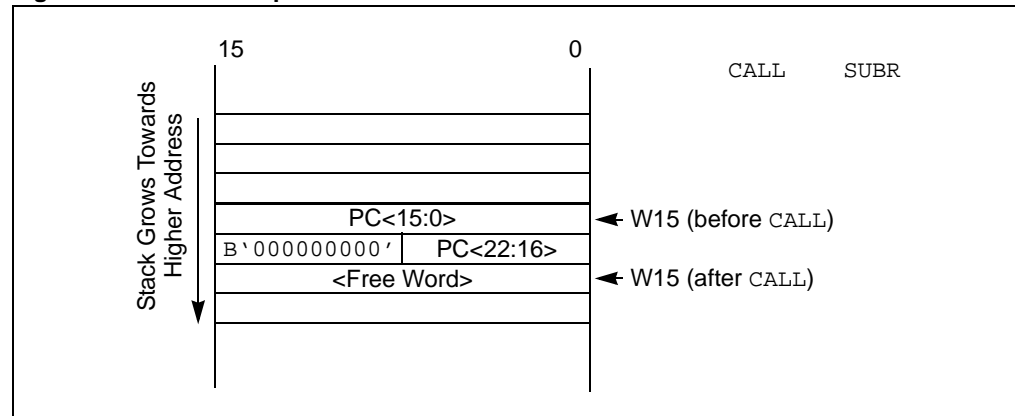 15 0
CALL SUBR
Stack Grows Towards
Higher Address
PC<15:0>
W15 (before CALL)
B'000000000' PC<22:16>
<Free Word>
W15 (after CALL)